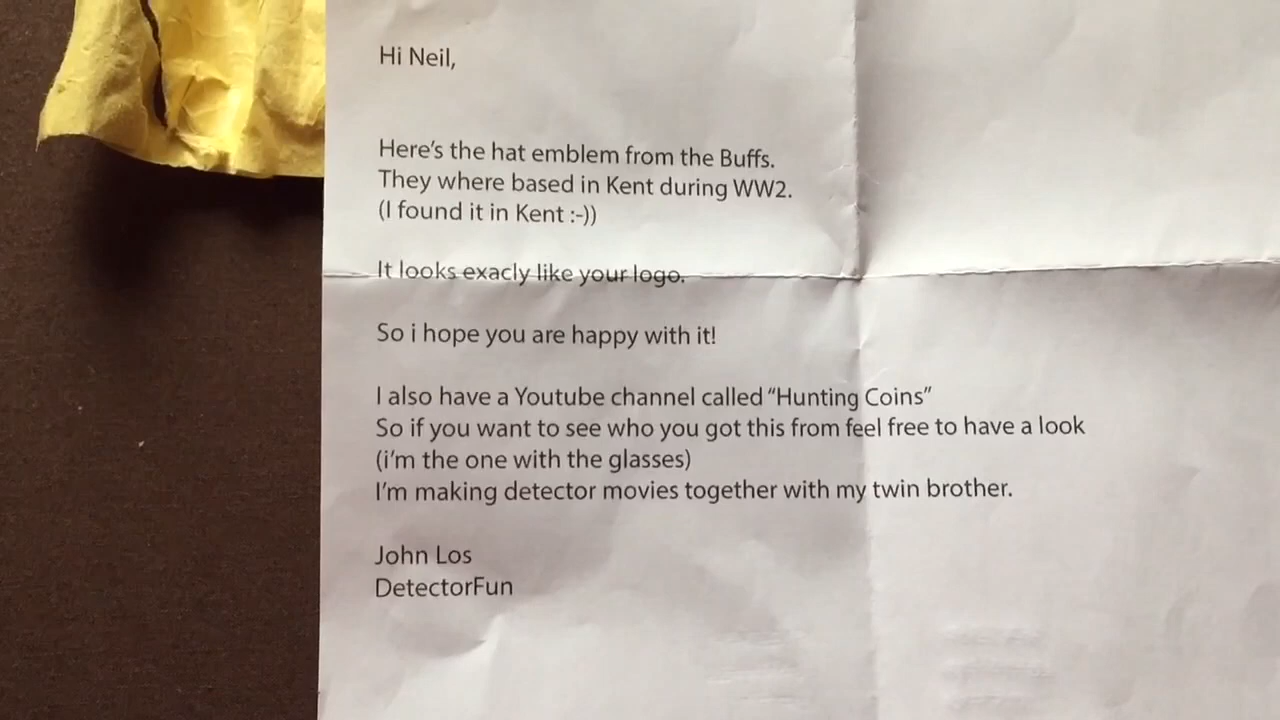 Hi Neil,
Here's the hat emblem from the Buffs.
They where based in Kent during WW2.
(I found it in Kent :-))
It looks exacly like your logo.
So i hope you are happy with it!
I also have a Youtube channel called “Hunting Coins”
So if you want to see who you got this from feel free to have a look
(i'm the one with the glasses)
I'm making detector movies together with my twin brother.
John Los
DetectorFun